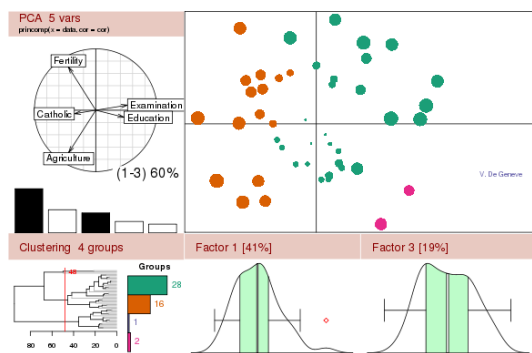 PCA 5 vars
princomp(x = data, cor = cor)
Fertility
Catholic
Examination
Education
Agriculture
(1-3) 60%
V. De Geneve
Clustering 4 groups
Factor 1 [41%]
Factor 3 [19%]
48
Groups
28
16
1
2
80 60 40 20 0